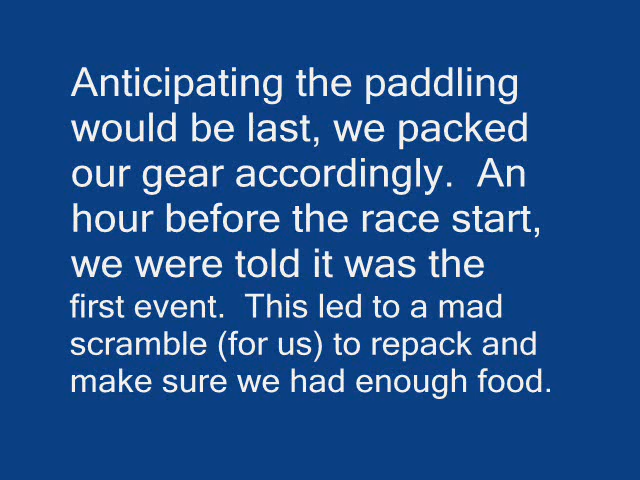 Anticipating the paddling
would be last, we packed
our gear accordingly.  An
hour before the race start,
we were told it was the
first event.  This led to a mad
scramble (for us) to repack and
make sure we had enough food.